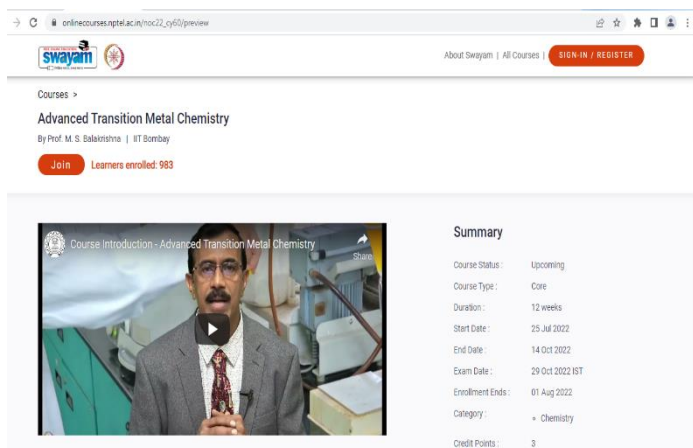 onlinecourses.nptel.ac.in/noc22_cy60/preview
swayam
About Swayam | All Courses | SIGN-IN / REGISTER
Courses >
Advanced Transition Metal Chemistry
By Prof. M. S. Balakrishna | IIT Bombay
Join Learners enrolled: 983
Course Introduction - Advanced Transition Metal Chemistry
Share
Summary
Course Status : Upcoming
Course Type : Core
Duration : 12 weeks
Start Date : 25 Jul 2022
End Date : 14 Oct 2022
Exam Date : 29 Oct 2022 IST
Enrollment Ends : 01 Aug 2022
Category : Chemistry
Credit Points : 3